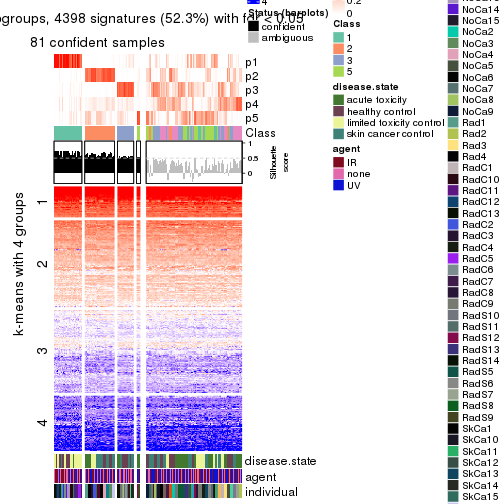 groups, 4398 signatures (52.3%) with fdr < 0.05
81 confident samples
p1
p2
p3
p4
p5
Class
1
0.5
0
Silhouette score
k-means with 4 groups
1
2
3
4
disease.state
agent
individual
4
Status (barplots)
confident
ambiguous
0.2
0
Class
1
2
3
5
disease.state
acute toxicity
healthy control
limited toxicity control
skin cancer control
agent
IR
none
UV
NoCa14
NoCa15
NoCa2
NoCa3
NoCa5
NoCa6
NoCa7
NoCa8
NoCa9
Rad1
Rad2
Rad3
Rad4
RadC1
RadC10
RadC11
RadC12
RadC13
RadC2
RadC3
RadC4
RadC5
RadC6
RadC7
RadC8
RadC9
RadS10
RadS11
RadS12
RadS13
RadS14
RadS5
RadS6
RadS7
RadS8
RadS9
SkCa1
SkCa10
SkCa11
SkCa12
SkCa13
SkCa14
SkCa15